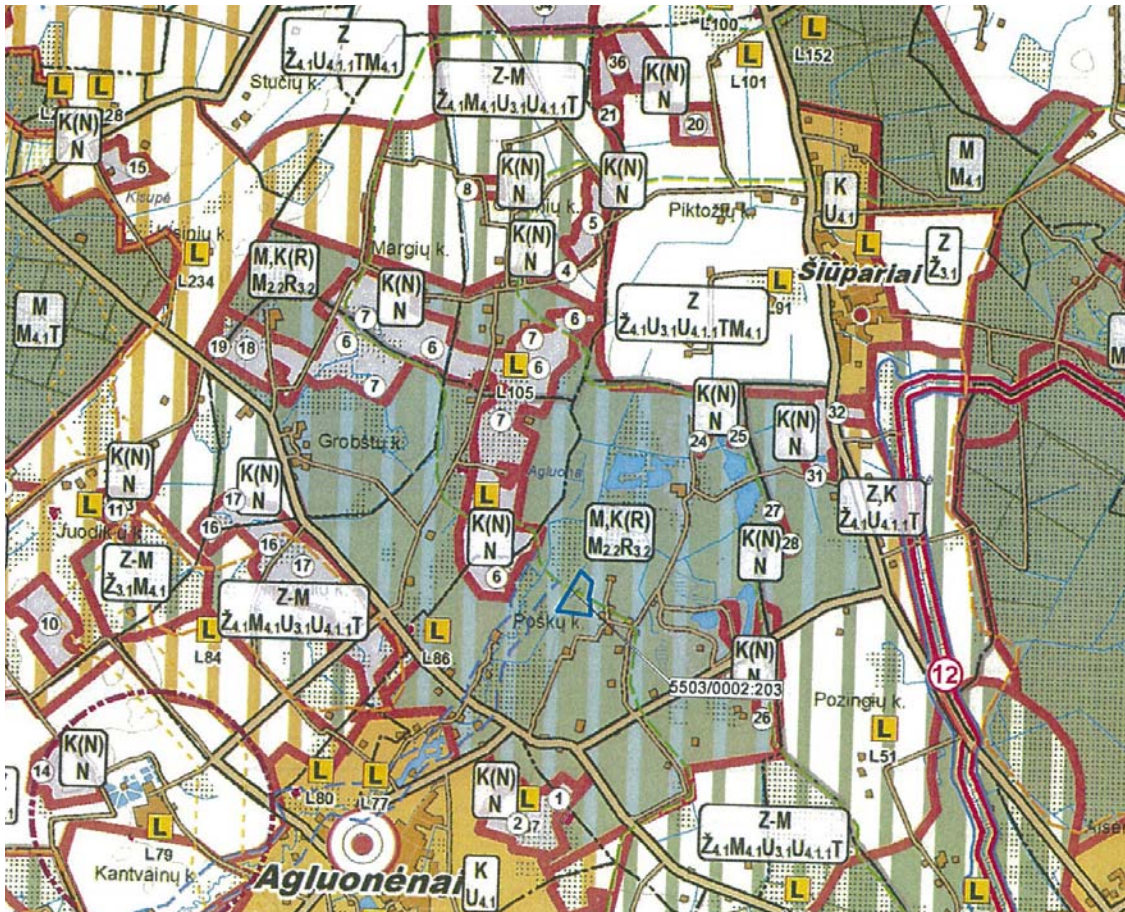 L100
L
L152
L
L101
Z
Ž4.1U4.1.1TM4.1
Stučių k.
Z-M
Ž4.1M4.1U3.1U4.1.1T
36
K(N)
N
21
20
L
L
28
K(N)
N
15
Kisupė
M
M4.1
8
K(N)
N
K(N)
N
5
Piktožių k.
K
U4.1
L
Z
Ž3.1
L
L234
M,K(R)
M2.2R3.2
Margių k.
K(N)
N
4
K(N)
N
Šiūpariai
L
L91
Z
Ž4.1U3.1U4.1.1TM4.1
M
M4.1T
7
6
19
18
6
6
7
6
7
L
L105
7
K(N)
N
24
25
K(N)
N
32
31
Grobštų k.
Agluona
K(N)
N
17
16
K(N)
N
11
L
Juodikių k.
L
K(N)
N
6
M,K(R)
M2.2R3.2
27
28
K(N)
N
Z,K
Ž4.1U4.1.1T
Z-M
Ž3.1M4.1
16
17
Z-M
Ž4.1M4.1U3.1U4.1.1T
10
L
L84
L
L86
Poškų k.
K(N)
N
5503/0002:203
26
12
Pozingių k.
L
L51
K(N)
N
14
L
L80
L
L77
K(N)
N
L
1
2
Z-M
Ž4.1M4.1U3.1U4.1.1T
L
L79
Kantvainų k.
Agluonėnai
K
U4.1
L
L